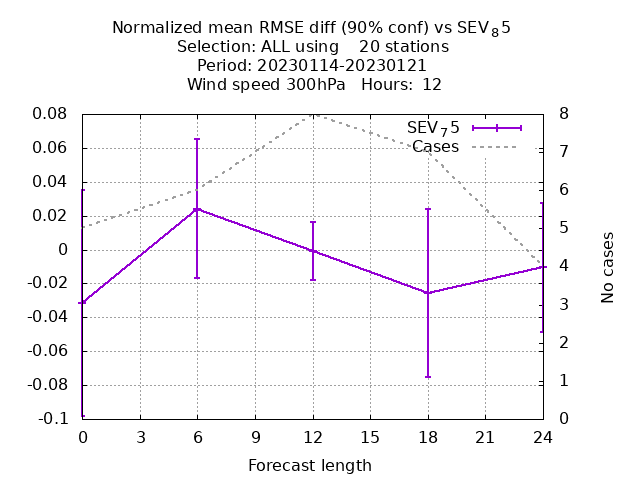 Normalized mean RMSE diff (90% conf) vs SEV₈5
Selection: ALL using    20 stations
Period: 20230114-20230121
Wind speed 300hPa   Hours:  12
0.08
0.06
0.04
0.02
0
-0.02
-0.04
-0.06
-0.08
-0.1
SEV₇5
Cases
8
7
6
5
4
3
2
1
0
No cases
0 3 6 9 12 15 18 21 24
Forecast length